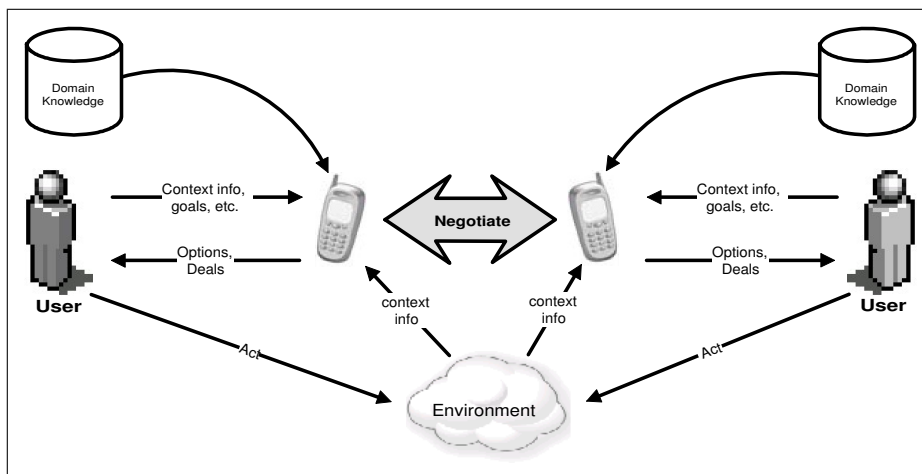 Domain
Knowledge
Domain
Knowledge
Context info,
goals, etc.
Negotiate
Context info,
goals, etc.
Options,
Deals
Options,
Deals
User
User
context
info
context
info
Act
Act
Environment